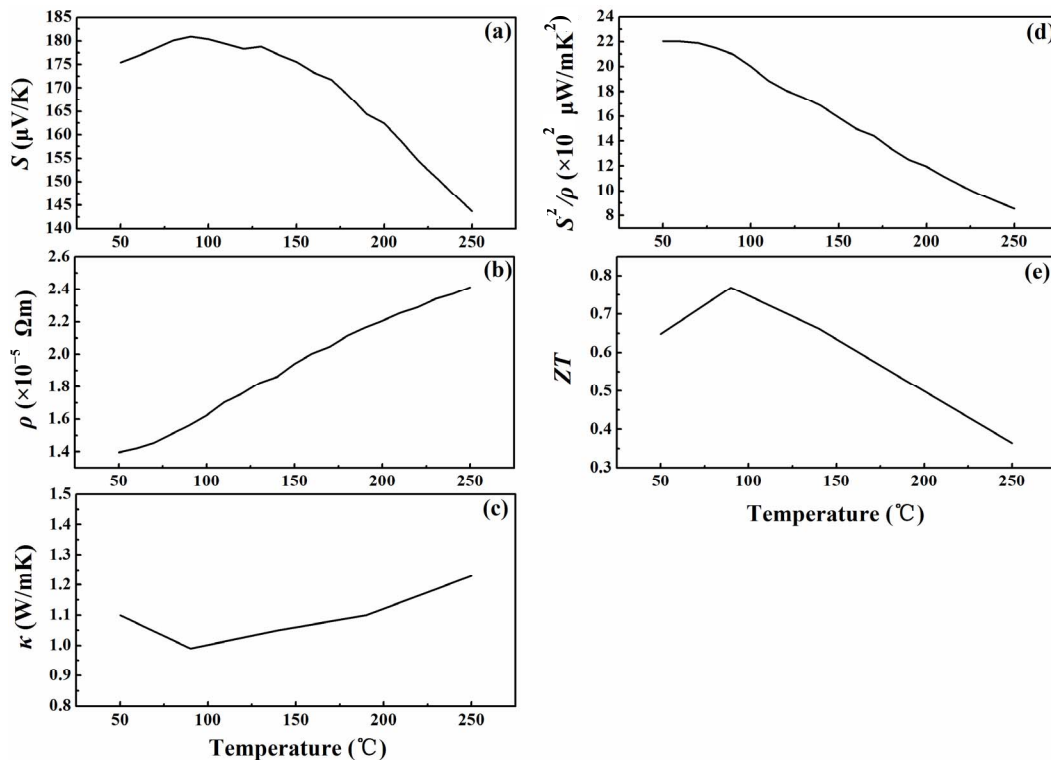 (a)
S (μV/K)
185
180
175
170
165
160
155
150
145
140
50 100 150 200 250
(b)
ρ (×10⁻⁵ Ωm)
2.6
2.4
2.2
2.0
1.8
1.6
1.4
50 100 150 200 250
(c)
κ (W/mK)
1.5
1.4
1.3
1.2
1.1
1.0
0.9
0.8
50 100 150 200 250
Temperature (℃)
(d)
S²/ρ (×10² μW/mK²)
24
22
20
18
16
14
12
10
8
50 100 150 200 250
(e)
ZT
0.8
0.7
0.6
0.5
0.4
0.3
50 100 150 200 250
Temperature (℃)